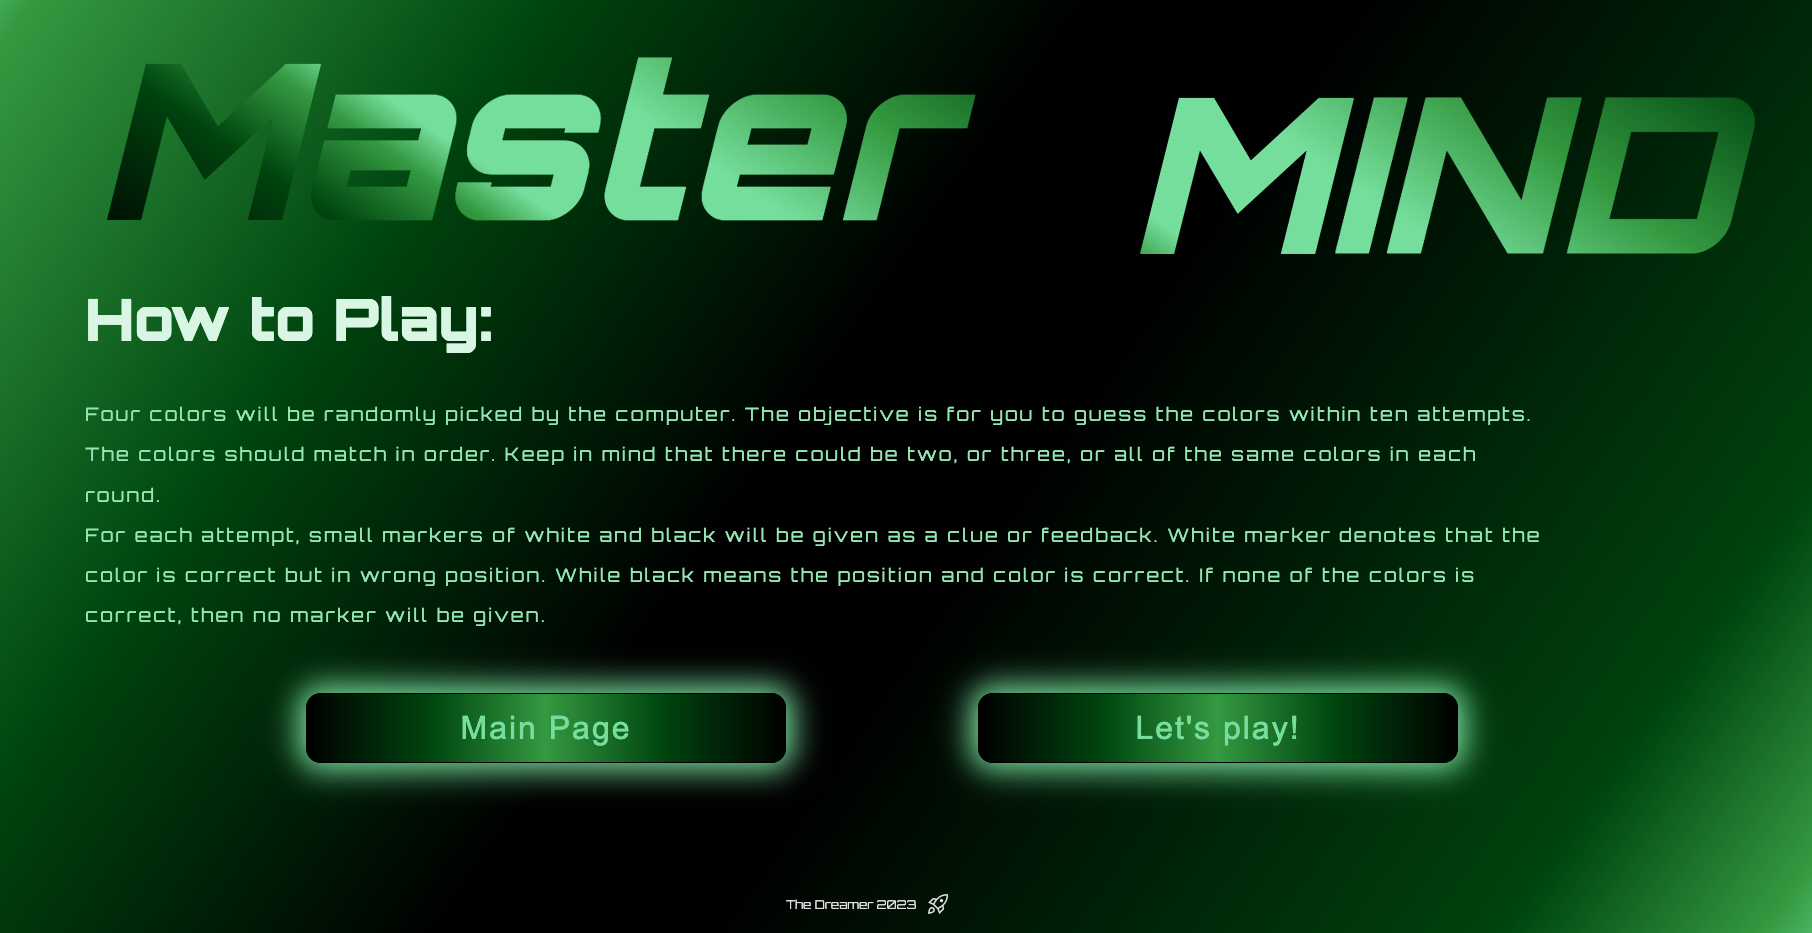 Master MIND
How to Play:
Four colors will be randomly picked by the computer. The objective is for you to guess the colors within ten attempts.
The colors should match in order. Keep in mind that there could be two, or three, or all of the same colors in each
round.
For each attempt, small markers of white and black will be given as a clue or feedback. White marker denotes that the
color is correct but in wrong position. While black means the position and color is correct. If none of the colors is
correct, then no marker will be given.
Main Page
Let's play!
The Dreamer 2023